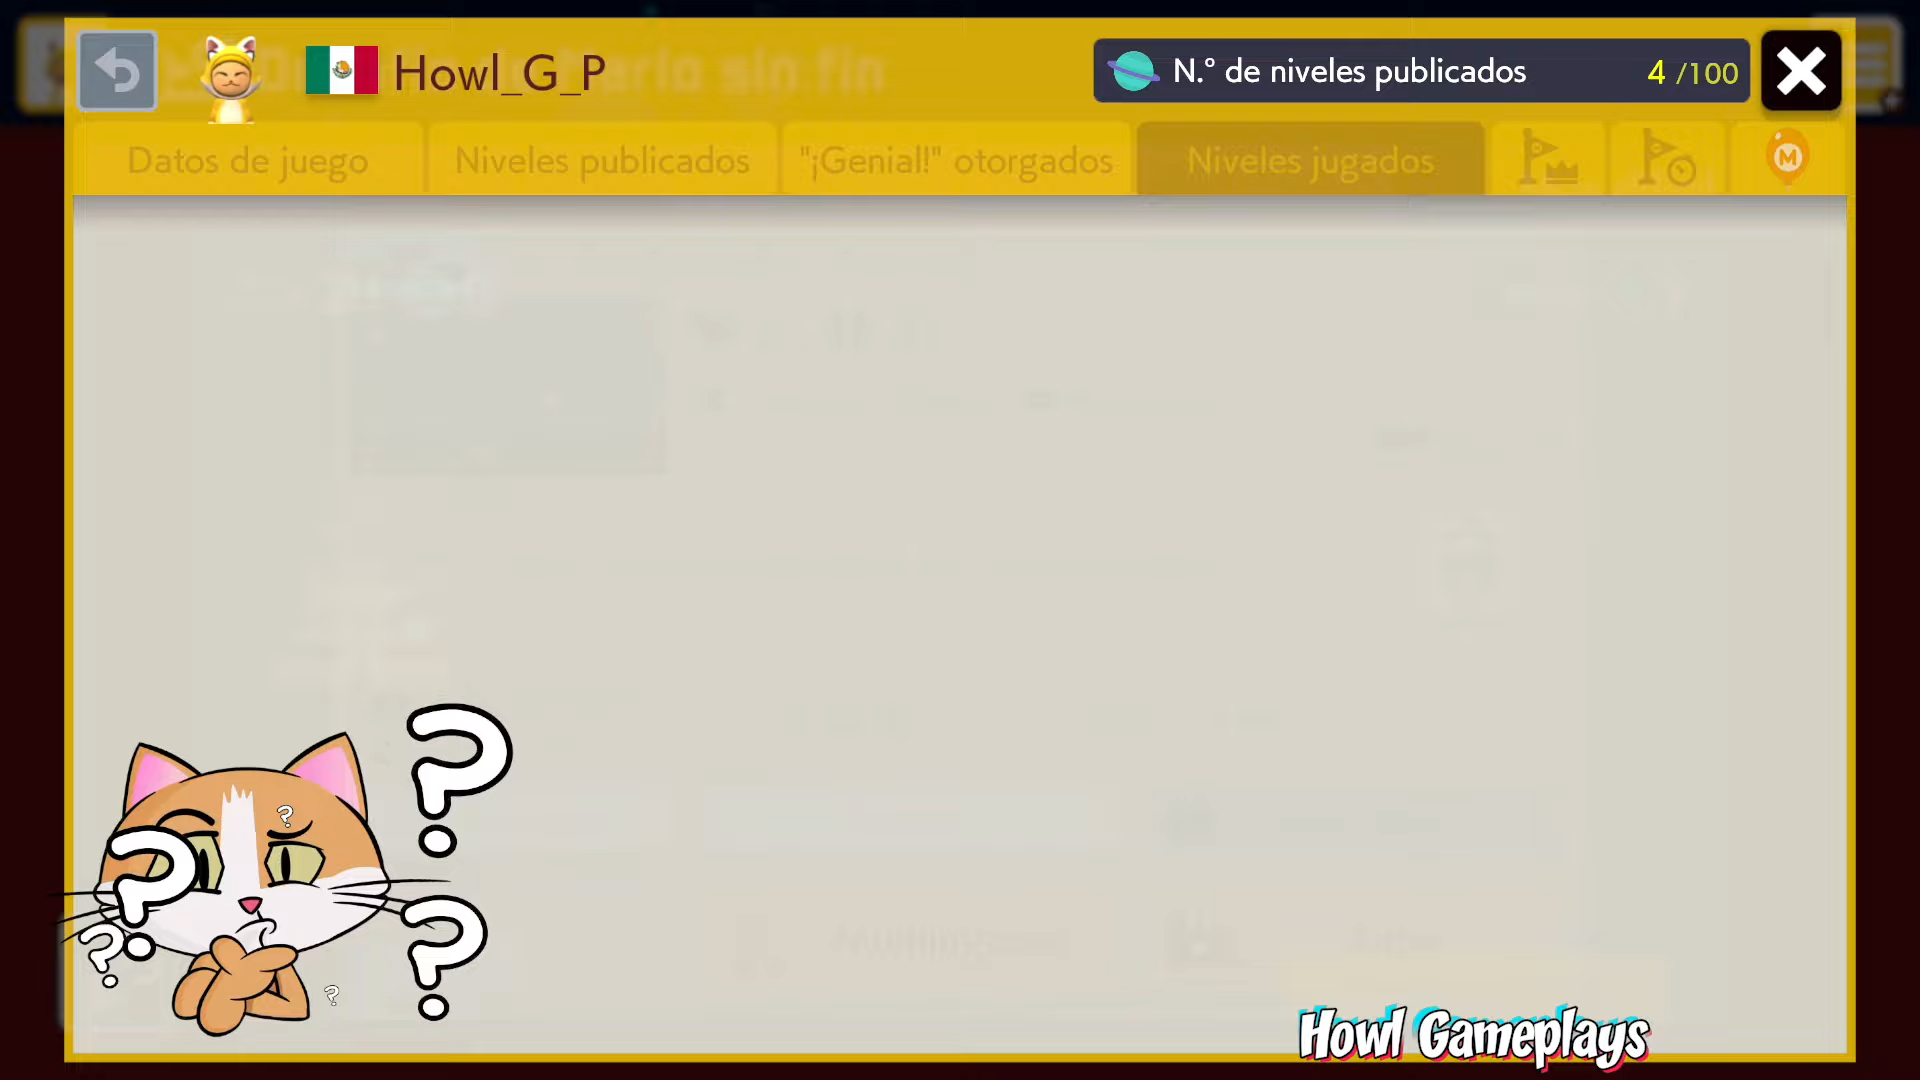 Howl_G_P
N.° de niveles publicados 4 /100
Datos de juego
Niveles publicados
"¡Genial!" otorgados
Niveles jugados
M
? ? ? ? ? ?
Howl Gameplays